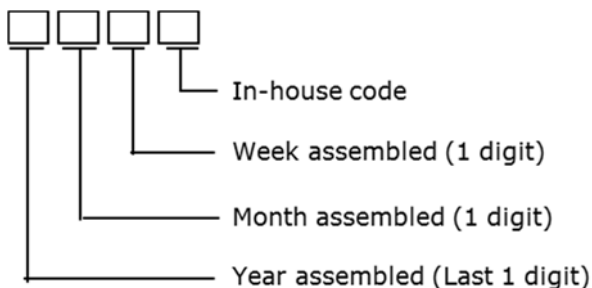 In-house code
Week assembled (1 digit)
Month assembled (1 digit)
Year assembled (Last 1 digit)